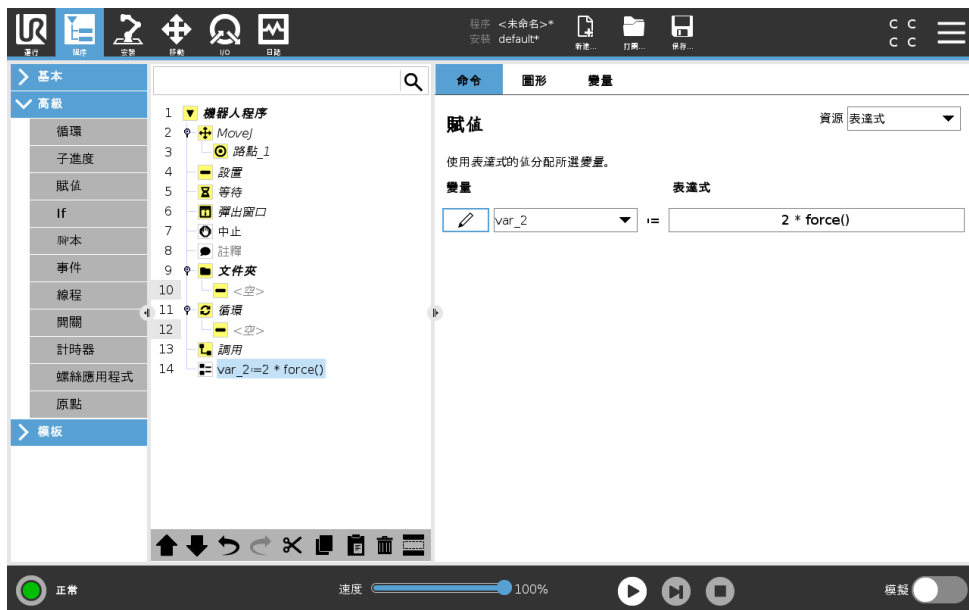 運行
程序
安裝
移動
I/O
日誌
程序 <未命名>*
安裝 default*
新建...
打開...
保存...
C C
C C
基本
高級
循環
子進度
賦值
If
腳本
事件
線程
開關
計時器
螺絲應用程式
原點
模板
1 機器人程序
2 MoveJ
3 路點_1
4 設置
5 等待
6 彈出窗口
7 中止
8 註釋
9 文件夾
10 <空>
11 循環
12 <空>
13 調用
14 var_2:=2 * force()
命令 圖形 變量
賦值
資源 表達式
使用表達式的值分配所選變量。
變量 表達式
var_2 := 2 * force()
正常
速度 100%
模擬